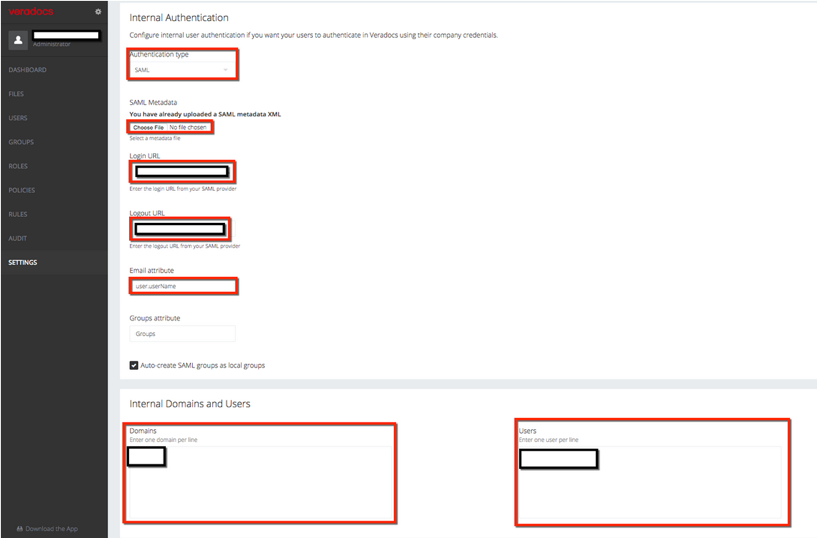 veradocs
Administrator
DASHBOARD
FILES
USERS
GROUPS
ROLES
POLICIES
RULES
AUDIT
SETTINGS
Download the App
Internal Authentication
Configure internal user authentication if you want your users to authenticate in Veradocs using their company credentials.
Authentication type
SAML
SAML Metadata
You have already uploaded a SAML metadata XML
Choose File No file chosen
Select a metadata file
Login URL
Enter the login URL from your SAML provider
Logout URL
Enter the logout URL from your SAML provider
Email attribute
user.userName
Groups attribute
Groups
Auto-create SAML groups as local groups
Internal Domains and Users
Domains
Enter one domain per line
Users
Enter one user per line